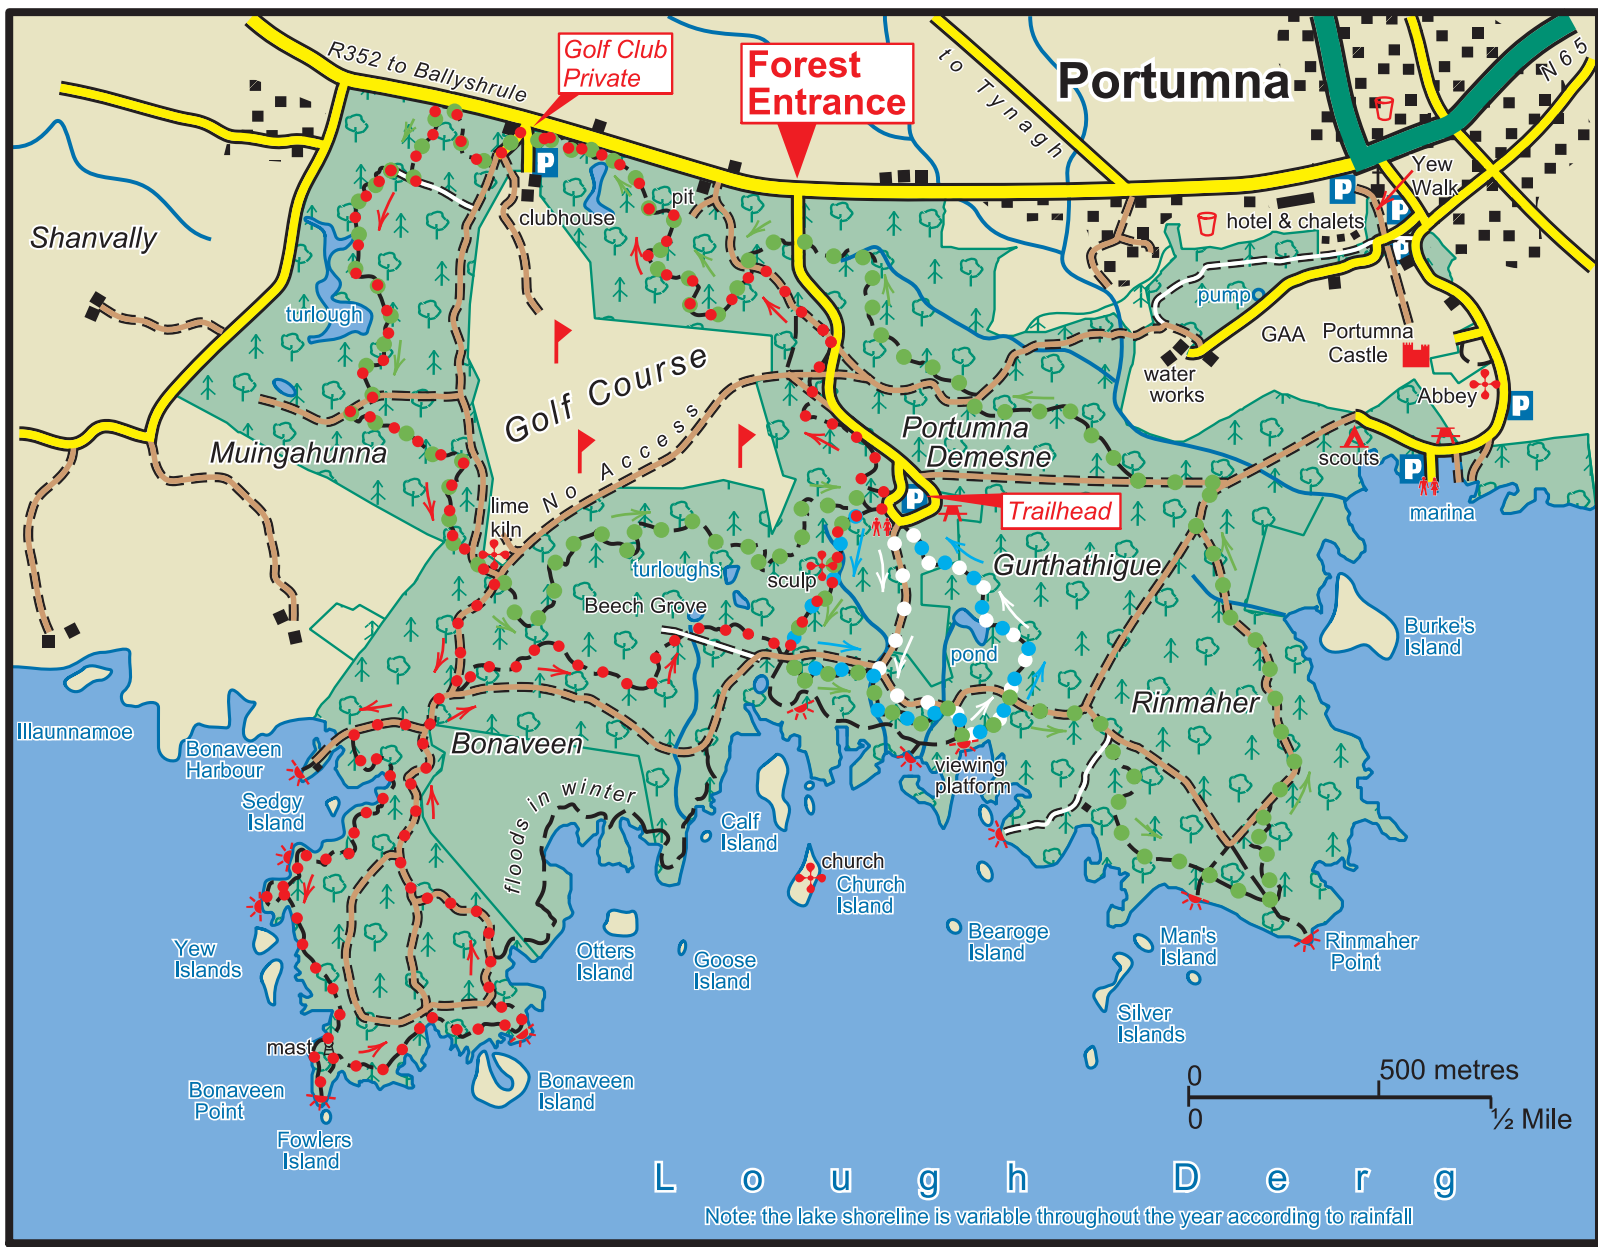 R352 to Ballyshrule
Golf Club
Private
Forest
Entrance
to Tynagh
Portumna
N65
Yew
Walk
P
P
P
P
hotel & chalets
clubhouse
pit
Shanvally
turlough
pump
GAA
Portumna
Castle
water
works
Abbey
P
Golf Course
No Access
Muingahunna
Portumna
Demesne
scouts
P
marina
lime
kiln
P
Trailhead
turloughs
sculp
Gurthathigue
Beech Grove
pond
Burke's
Island
Rinmaher
Illaunnamoe
Bonaveen
Harbour
Bonaveen
viewing
platform
Sedgy
Island
floods in winter
Calf
Island
church
Church
Island
Yew
Islands
Otters
Island
Goose
Island
Bearoge
Island
Man's
Island
Rinmaher
Point
Silver
Islands
mast
Bonaveen
Point
Bonaveen
Island
Fowlers
Island
0
500 metres
0
½ Mile
Lough Derg
Note: the lake shoreline is variable throughout the year according to rainfall